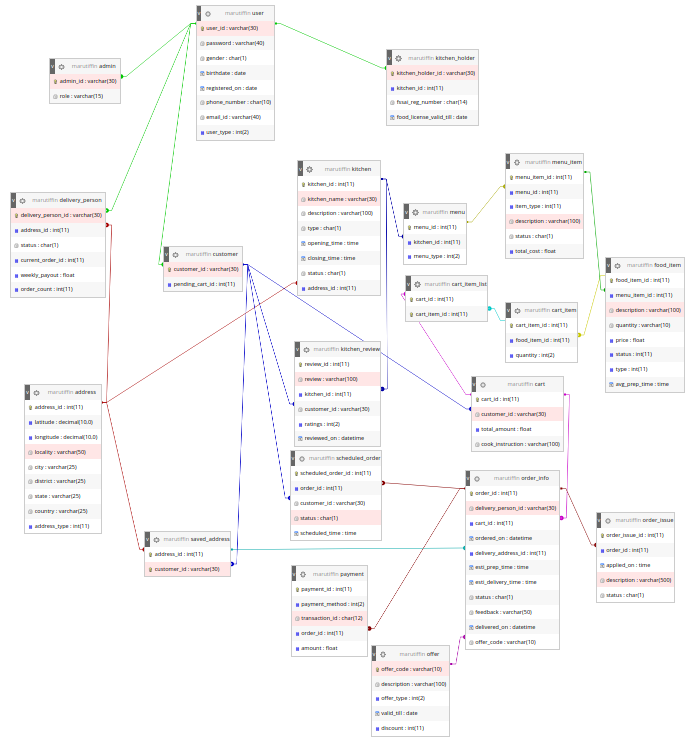 marutiffin user
user_id : varchar(30)
password : varchar(40)
gender : char(1)
birthdate : date
registered_on : date
phone_number : char(10)
email_id : varchar(40)
user_type : int(2)
marutiffin admin
admin_id : varchar(30)
role : varchar(15)
marutiffin kitchen_holder
kitchen_holder_id : varchar(30)
kitchen_id : int(11)
fssai_reg_number : char(14)
food_license_valid_till : date
marutiffin delivery_person
delivery_person_id : varchar(30)
address_id : int(11)
status : char(1)
current_order_id : int(11)
weekly_payout : float
order_count : int(11)
marutiffin customer
customer_id : varchar(30)
pending_cart_id : int(11)
marutiffin kitchen
kitchen_id : int(11)
kitchen_name : varchar(30)
description : varchar(100)
type : char(1)
opening_time : time
closing_time : time
status : char(1)
address_id : int(11)
marutiffin menu
menu_id : int(11)
kitchen_id : int(11)
menu_type : int(2)
marutiffin menu_item
menu_item_id : int(11)
menu_id : int(11)
item_type : int(11)
description : varchar(100)
status : char(1)
total_cost : float
marutiffin food_item
food_item_id : int(11)
menu_item_id : int(11)
description : varchar(100)
quantity : varchar(10)
price : float
status : int(11)
type : int(11)
avg_prep_time : time
marutiffin cart_item_list
cart_id : int(11)
cart_item_id : int(11)
marutiffin cart_item
cart_item_id : int(11)
food_item_id : int(11)
quantity : int(2)
marutiffin kitchen_review
review_id : int(11)
review : varchar(100)
kitchen_id : int(11)
customer_id : varchar(30)
ratings : int(2)
reviewed_on : datetime
marutiffin cart
cart_id : int(11)
customer_id : varchar(30)
total_amount : float
cook_instruction : varchar(100)
marutiffin address
address_id : int(11)
latitude : decimal(10,0)
longitude : decimal(10,0)
locality : varchar(50)
city : varchar(25)
district : varchar(25)
state : varchar(25)
country : varchar(25)
address_type : int(11)
marutiffin scheduled_order
scheduled_order_id : int(11)
order_id : int(11)
customer_id : varchar(30)
status : char(1)
scheduled_time : time
marutiffin order_info
order_id : int(11)
delivery_person_id : varchar(30)
cart_id : int(11)
ordered_on : datetime
delivery_address_id : int(11)
esti_prep_time : time
esti_delivery_time : time
status : char(1)
feedback : varchar(50)
delivered_on : datetime
offer_code : varchar(10)
marutiffin order_issue
order_issue_id : int(11)
order_id : int(11)
applied_on : time
description : varchar(500)
status : char(1)
marutiffin saved_address
address_id : int(11)
customer_id : varchar(30)
marutiffin payment
payment_id : int(11)
payment_method : int(2)
transaction_id : char(12)
order_id : int(11)
amount : float
marutiffin offer
offer_code : varchar(10)
description : varchar(100)
offer_type : int(2)
valid_till : date
discount : int(11)